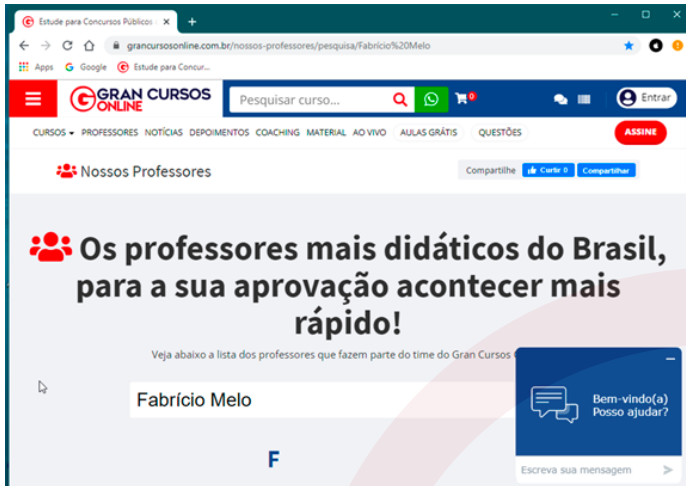 Estude para Concursos Públicos
grancursosonline.com.br/nossos-professores/pesquisa/Fabrício%20Melo
Apps Google Estude para Concur...
GRAN CURSOS
ONLINE
Pesquisar curso...
0
Entrar
CURSOS PROFESSORES NOTÍCIAS DEPOIMENTOS COACHING MATERIAL AO VIVO AULAS GRÁTIS QUESTÕES
ASSINE
Nossos Professores
Compartilhe Curtir 0 Compartilhar
Os professores mais didáticos do Brasil,
para a sua aprovação acontecer mais
rápido!
Veja abaixo a lista dos professores que fazem parte do time do Gran Cursos
Fabrício Melo
F
Bem-vindo(a)
Posso ajudar?
Escreva sua mensagem